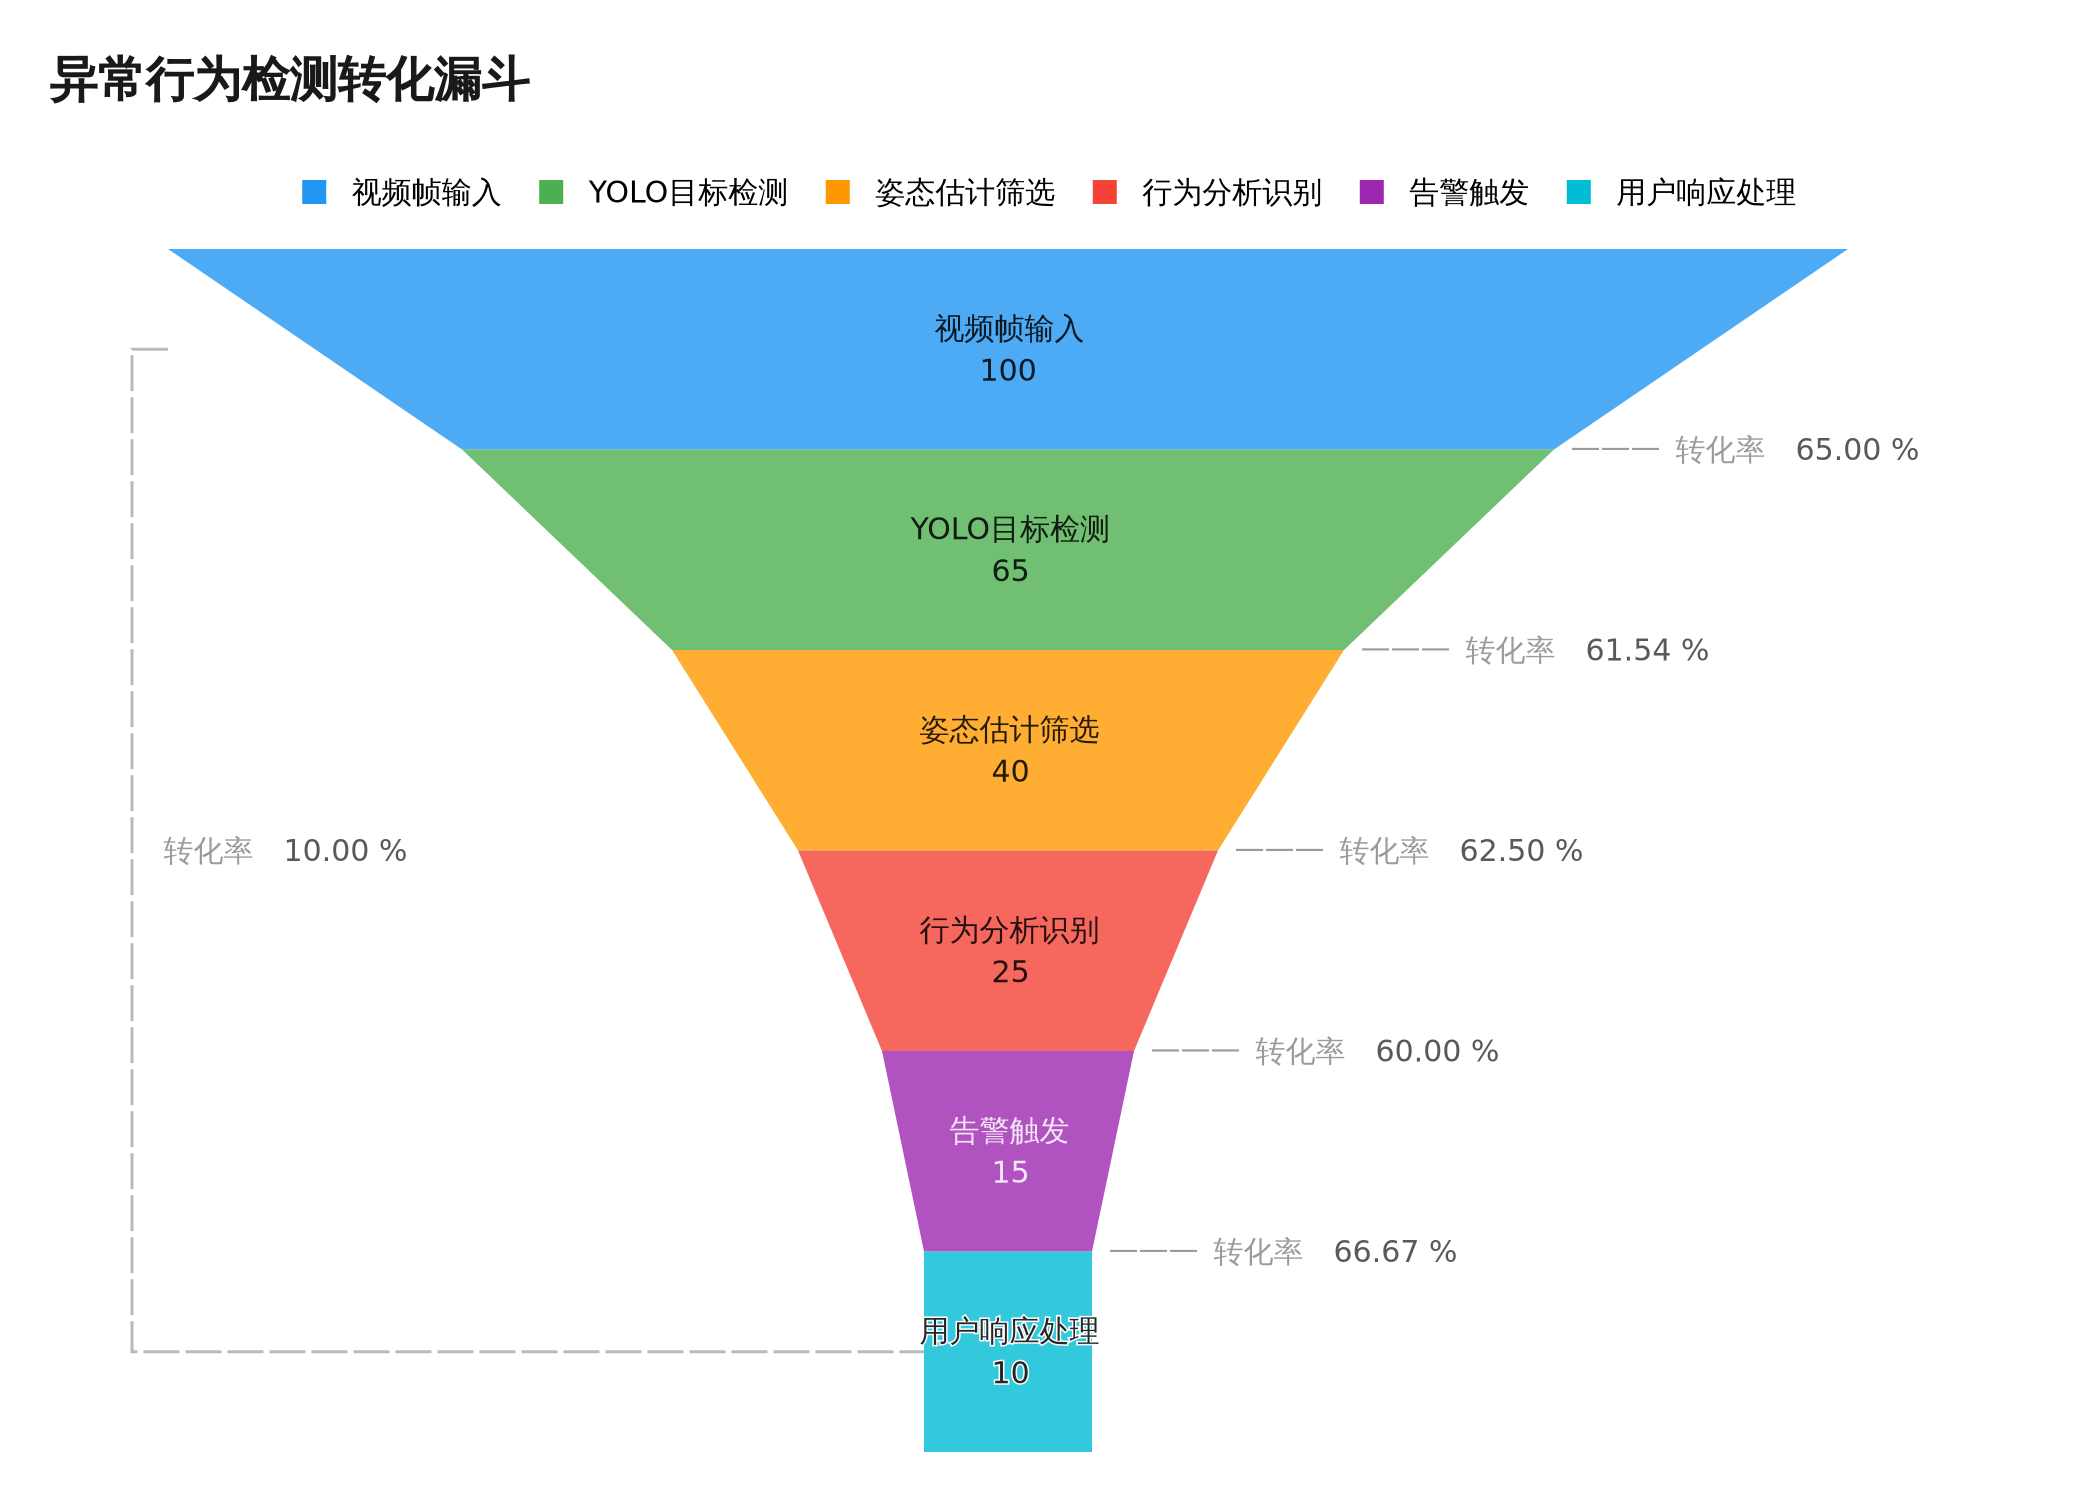 异常行为检测转化漏斗
视频帧输入 YOLO目标检测 姿态估计筛选 行为分析识别 告警触发 用户响应处理
视频帧输入
100
转化率 65.00 %
YOLO目标检测
65
转化率 61.54 %
姿态估计筛选
40
转化率 10.00 %
转化率 62.50 %
行为分析识别
25
转化率 60.00 %
告警触发
15
转化率 66.67 %
用户响应处理
10